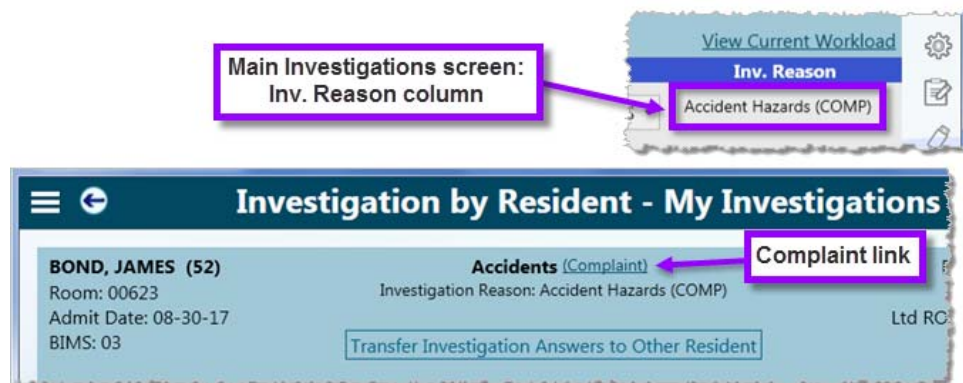 View Current Workload
Inv. Reason
Accident Hazards (COMP)
Main Investigations screen:
Inv. Reason column
Investigation by Resident - My Investigations
BOND, JAMES (52)
Room: 00623
Admit Date: 08-30-17
BIMS: 03
Accidents (Complaint)
Investigation Reason: Accident Hazards (COMP)
Transfer Investigation Answers to Other Resident
Complaint link
Ltd RO